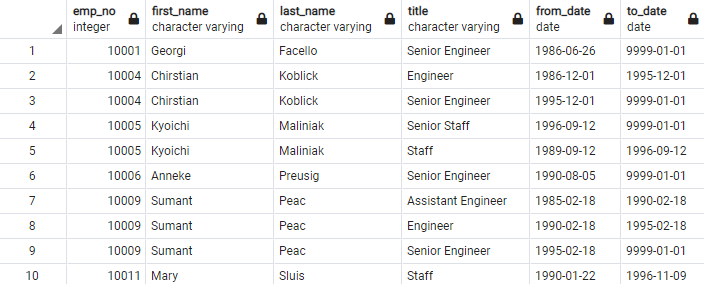 emp_no first_name last_name title from_date to_date
integer character varying character varying character varying date date
1 10001 Georgi Facello Senior Engineer 1986-06-26 9999-01-01
2 10004 Chirstian Koblick Engineer 1986-12-01 1995-12-01
3 10004 Chirstian Koblick Senior Engineer 1995-12-01 9999-01-01
4 10005 Kyoichi Maliniak Senior Staff 1996-09-12 9999-01-01
5 10005 Kyoichi Maliniak Staff 1989-09-12 1996-09-12
6 10006 Anneke Preusig Senior Engineer 1990-08-05 9999-01-01
7 10009 Sumant Peac Assistant Engineer 1985-02-18 1990-02-18
8 10009 Sumant Peac Engineer 1990-02-18 1995-02-18
9 10009 Sumant Peac Senior Engineer 1995-02-18 9999-01-01
10 10011 Mary Sluis Staff 1990-01-22 1996-11-09